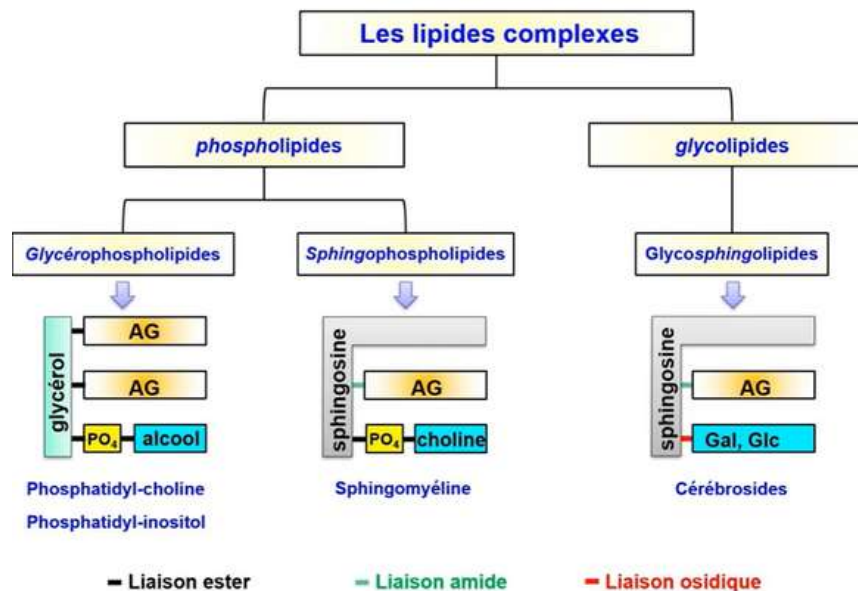 Les lipides complexes
phospholipides
glycolipides
Glycérophospholipides
Sphingophospholipides
Glycosphingolipides
glycérol
AG
AG
PO₄
alcool
Phosphatidyl-choline
Phosphatidyl-inositol
sphingosine
AG
PO₄
choline
Sphingomyéline
sphingosine
AG
Gal, Glc
Cérébrosides
Liaison ester
Liaison amide
Liaison osidique